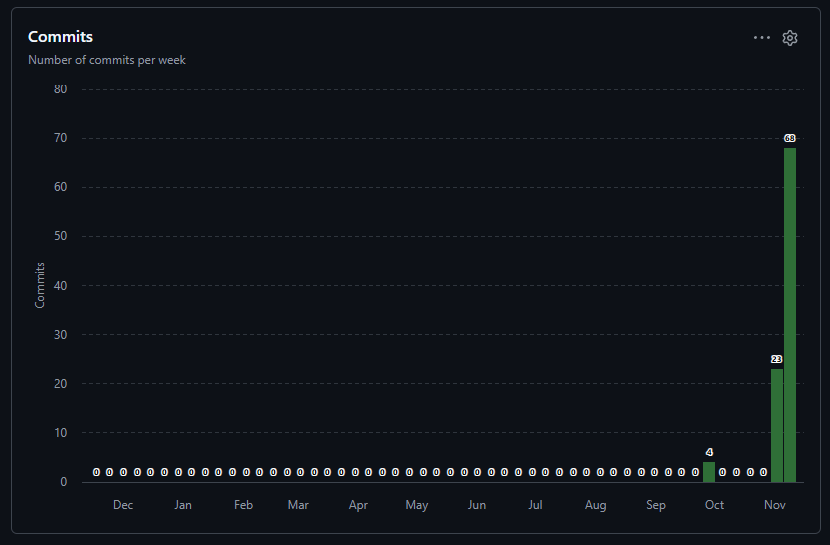 Commits
Number of commits per week
80
70
68
60
50
40
Commits
30
23
20
10
4
0 0 0 0 0 0 0 0 0 0 0 0 0 0 0 0 0 0 0 0 0 0 0 0 0 0 0 0 0 0 0 0 0 0 0 0 0 0 0 0 0 0 0 0 0 0 0 0 0
0
Dec Jan Feb Mar Apr May Jun Jul Aug Sep Oct Nov